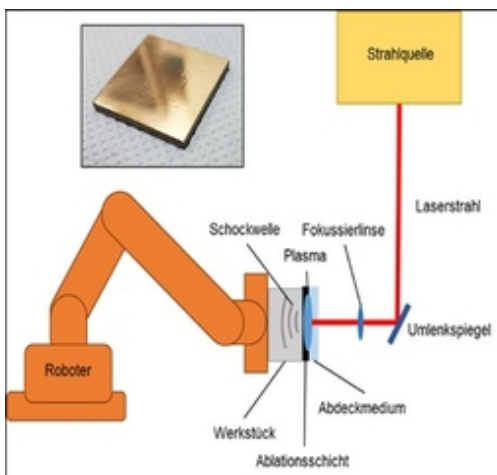 Strahlquelle
Laserstrahl
Schockwelle
Fokussierlinse
Plasma
Umlenkspiegel
Roboter
Abdeckmedium
Werkstück
Ablationsschicht